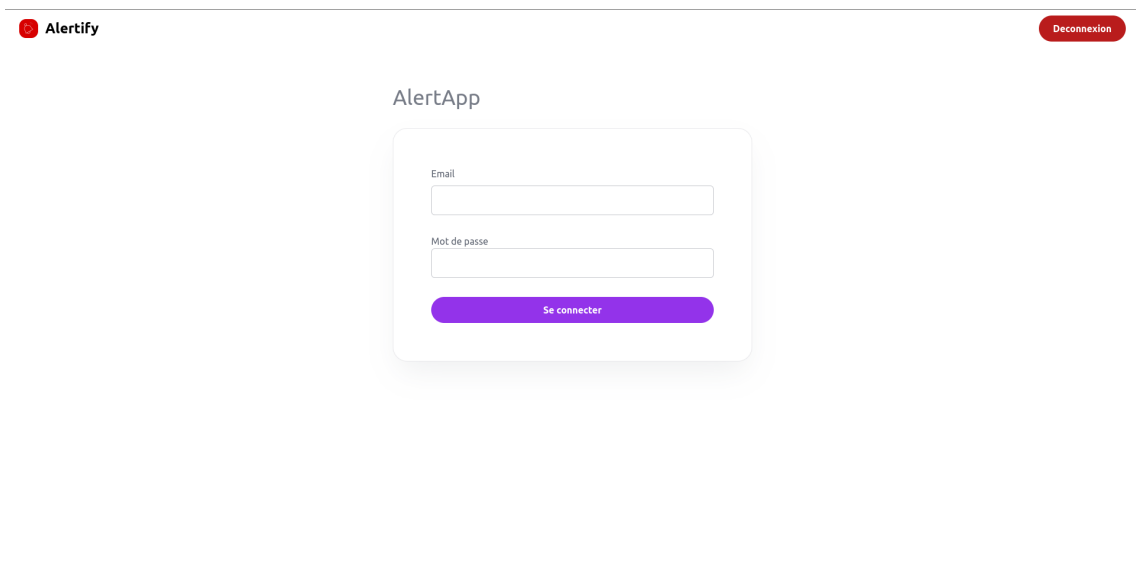 Alertify
Deconnexion
AlertApp
Email
Mot de passe
Se connecter